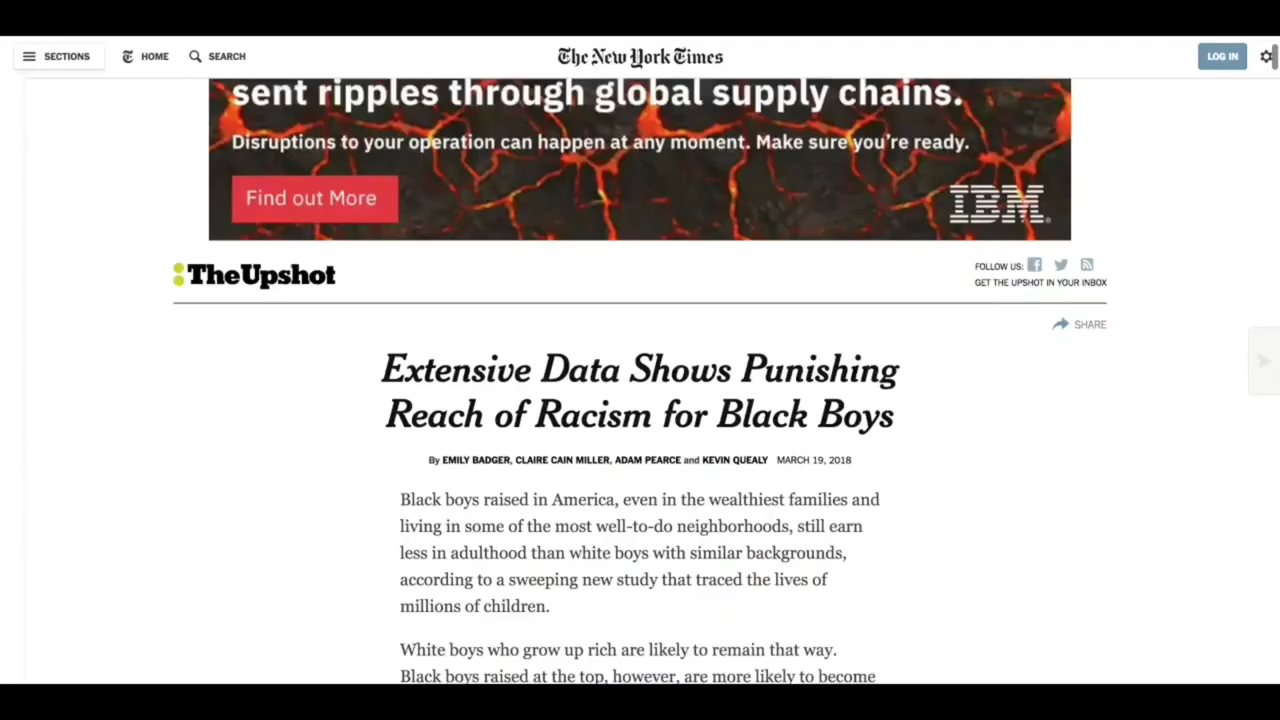 SECTIONS HOME SEARCH The New York Times LOG IN
sent ripples through global supply chains.
Disruptions to your operation can happen at any moment. Make sure you're ready.
Find out More
IBM
TheUpshot
FOLLOW US:
GET THE UPSHOT IN YOUR INBOX
SHARE
Extensive Data Shows Punishing
Reach of Racism for Black Boys
By EMILY BADGER, CLAIRE CAIN MILLER, ADAM PEARCE and KEVIN QUEALY MARCH 19, 2018
Black boys raised in America, even in the wealthiest families and
living in some of the most well-to-do neighborhoods, still earn
less in adulthood than white boys with similar backgrounds,
according to a sweeping new study that traced the lives of
millions of children.
White boys who grow up rich are likely to remain that way.
Black boys raised at the top, however, are more likely to become